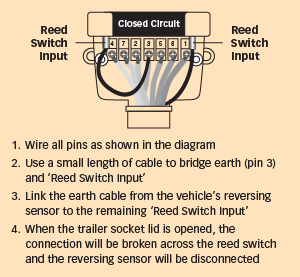 Closed Circuit
Reed
Switch
Input
Reed
Switch
Input
4 7 2 3 5 6 1
1. Wire all pins as shown in the diagram
2. Use a small length of cable to bridge earth (pin 3)
and ‘Reed Switch Input’
3. Link the earth cable from the vehicle’s reversing
sensor to the remaining ‘Reed Switch Input’
4. When the trailer socket lid is opened, the
connection will be broken across the reed switch
and the reversing sensor will be disconnected